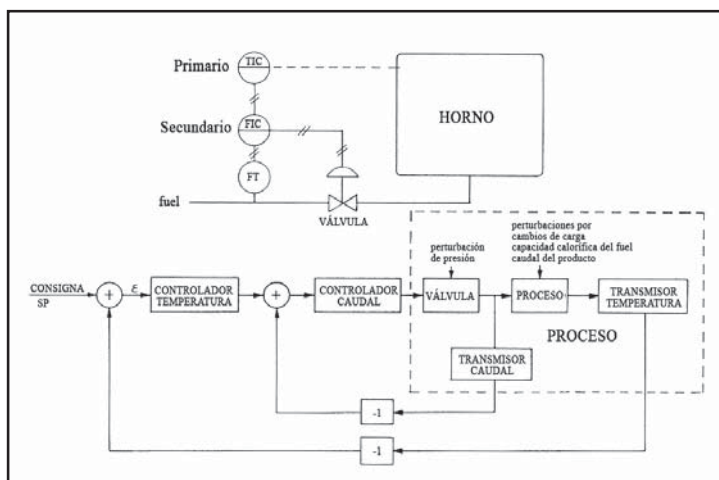 Primario
TIC
Secundario
FIC
FT
fuel
VÁLVULA
HORNO
perturbación
de presión
perturbaciones por
cambios de carga
capacidad calorífica del fuel
caudal del producto
CONSIGNA
SP
+
ε
CONTROLADOR
TEMPERATURA
+
CONTROLADOR
CAUDAL
VÁLVULA
PROCESO
TRANSMISOR
TEMPERATURA
PROCESO
TRANSMISOR
CAUDAL
-1
-1